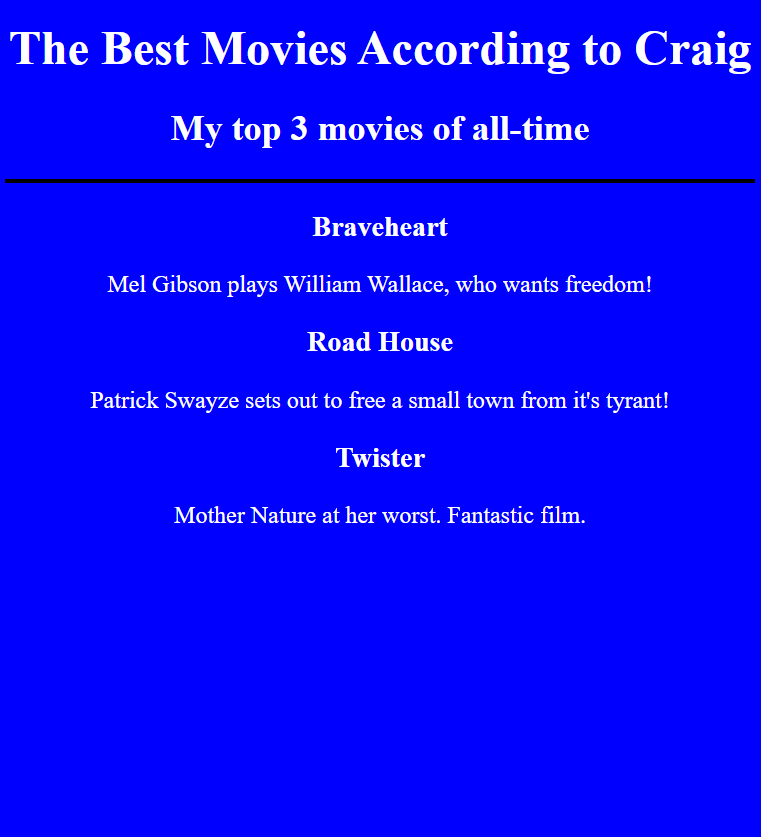 The Best Movies According to Craig
My top 3 movies of all-time
Braveheart
Mel Gibson plays William Wallace, who wants freedom!
Road House
Patrick Swayze sets out to free a small town from it's tyrant!
Twister
Mother Nature at her worst. Fantastic film.